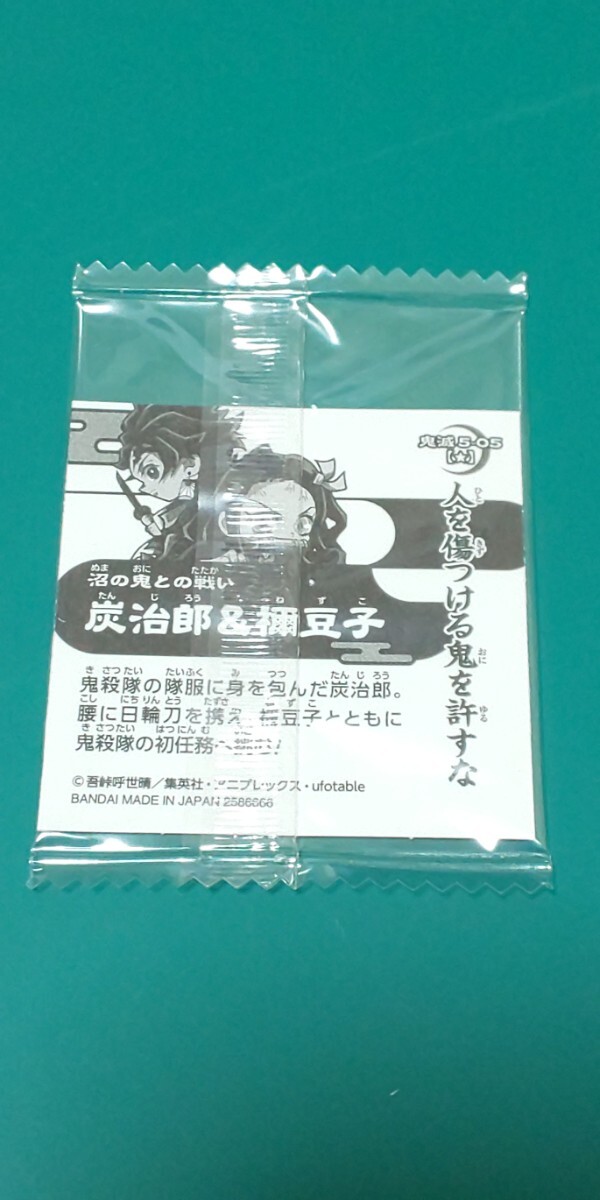 鬼滅 5-05
【火】
人を傷つける鬼を許すな
沼の鬼との戦い
炭治郎&禰豆子
鬼殺隊の隊服に身を包んだ炭治郎。
腰に日輪刀を携え 禰豆子とともに
鬼殺隊の初任務へ
©吾峠呼世晴/集英社・アニプレックス・ufotable
BANDAI MADE IN JAPAN 2586666